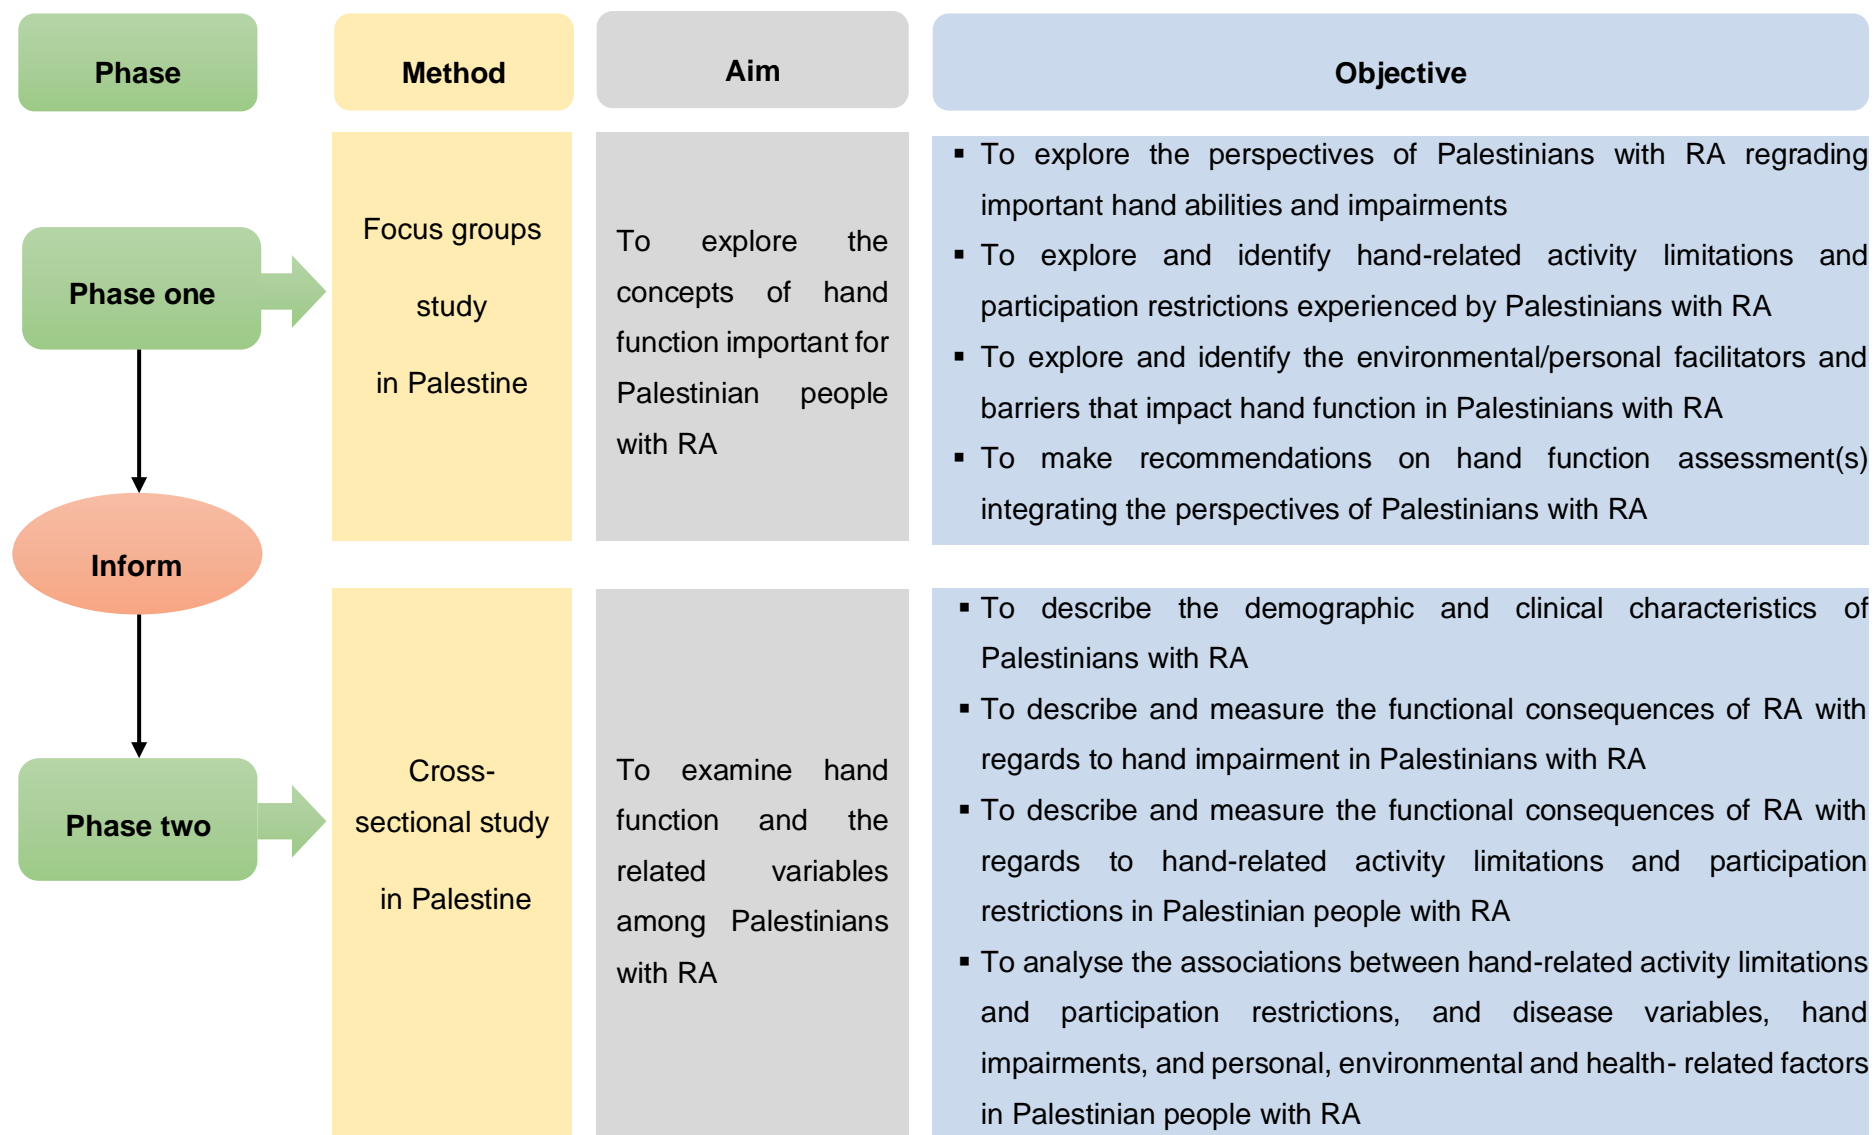 Phase
Method
Aim
Objective
Phase one
Focus groups
study
in Palestine
To explore the
concepts of hand
function important for
Palestinian people
with RA
▪ To explore the perspectives of Palestinians with RA regrading
important hand abilities and impairments
▪ To explore and identify hand-related activity limitations and
participation restrictions experienced by Palestinians with RA
▪ To explore and identify the environmental/personal facilitators and
barriers that impact hand function in Palestinians with RA
▪ To make recommendations on hand function assessment(s)
integrating the perspectives of Palestinians with RA
Inform
Phase two
Cross-
sectional study
in Palestine
To examine hand
function and the
related variables
among Palestinians
with RA
▪ To describe the demographic and clinical characteristics of
Palestinians with RA
▪ To describe and measure the functional consequences of RA with
regards to hand impairment in Palestinians with RA
▪ To describe and measure the functional consequences of RA with
regards to hand-related activity limitations and participation
restrictions in Palestinian people with RA
▪ To analyse the associations between hand-related activity limitations
and participation restrictions, and disease variables, hand
impairments, and personal, environmental and health- related factors
in Palestinian people with RA